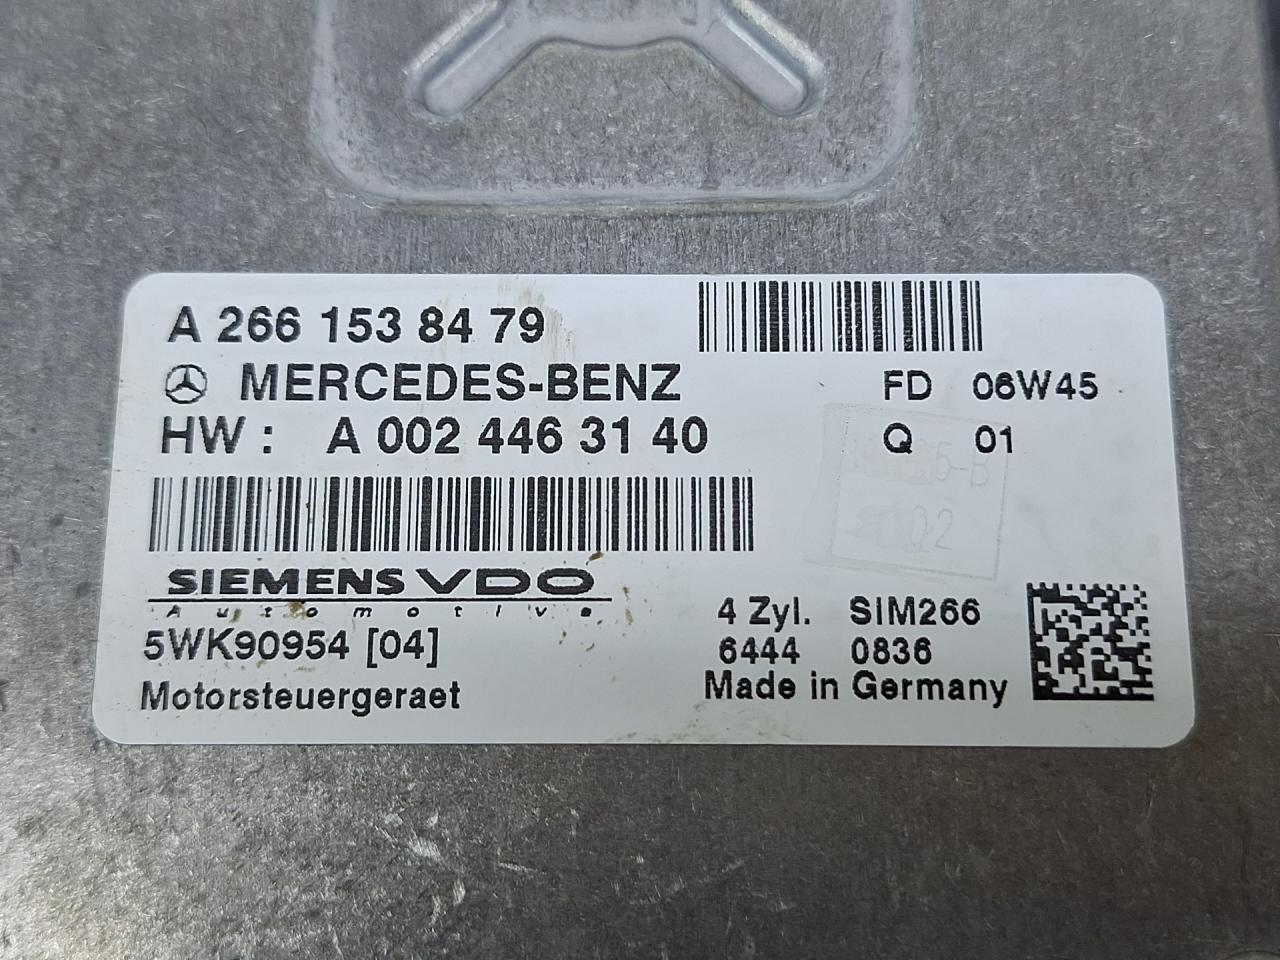 A 266 153 84 79
MERCEDES-BENZ FD 06W45
HW : A 002 446 31 40 Q 01
SIEMENS VDO
Automotive
4 Zyl. SIM266
5WK90954 [04] 6444 0836
Motorsteuergeraet Made in Germany